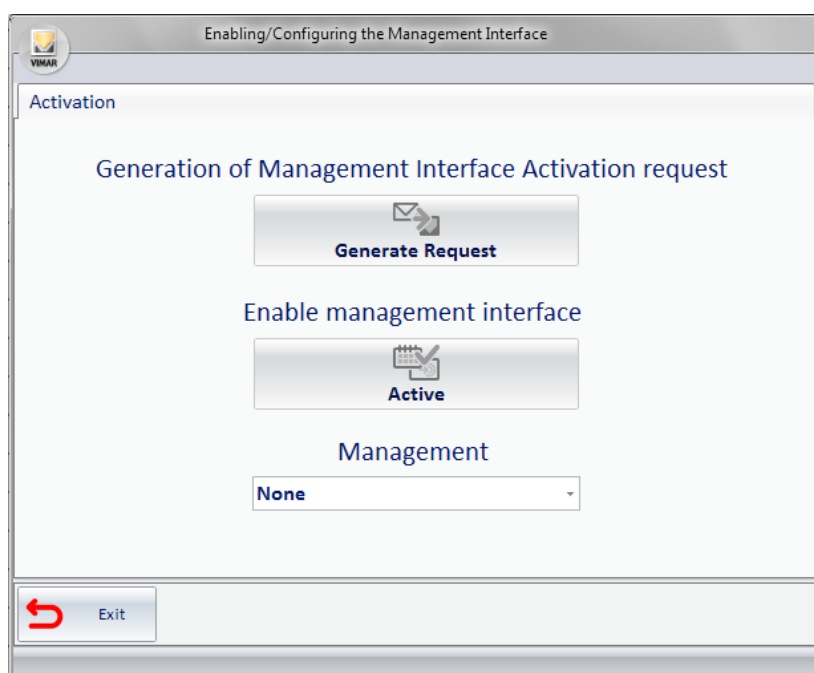 Enabling/Configuring the Management Interface
VIMAR
Activation
Generation of Management Interface Activation request
Generate Request
Enable management interface
Active
Management
None
Exit